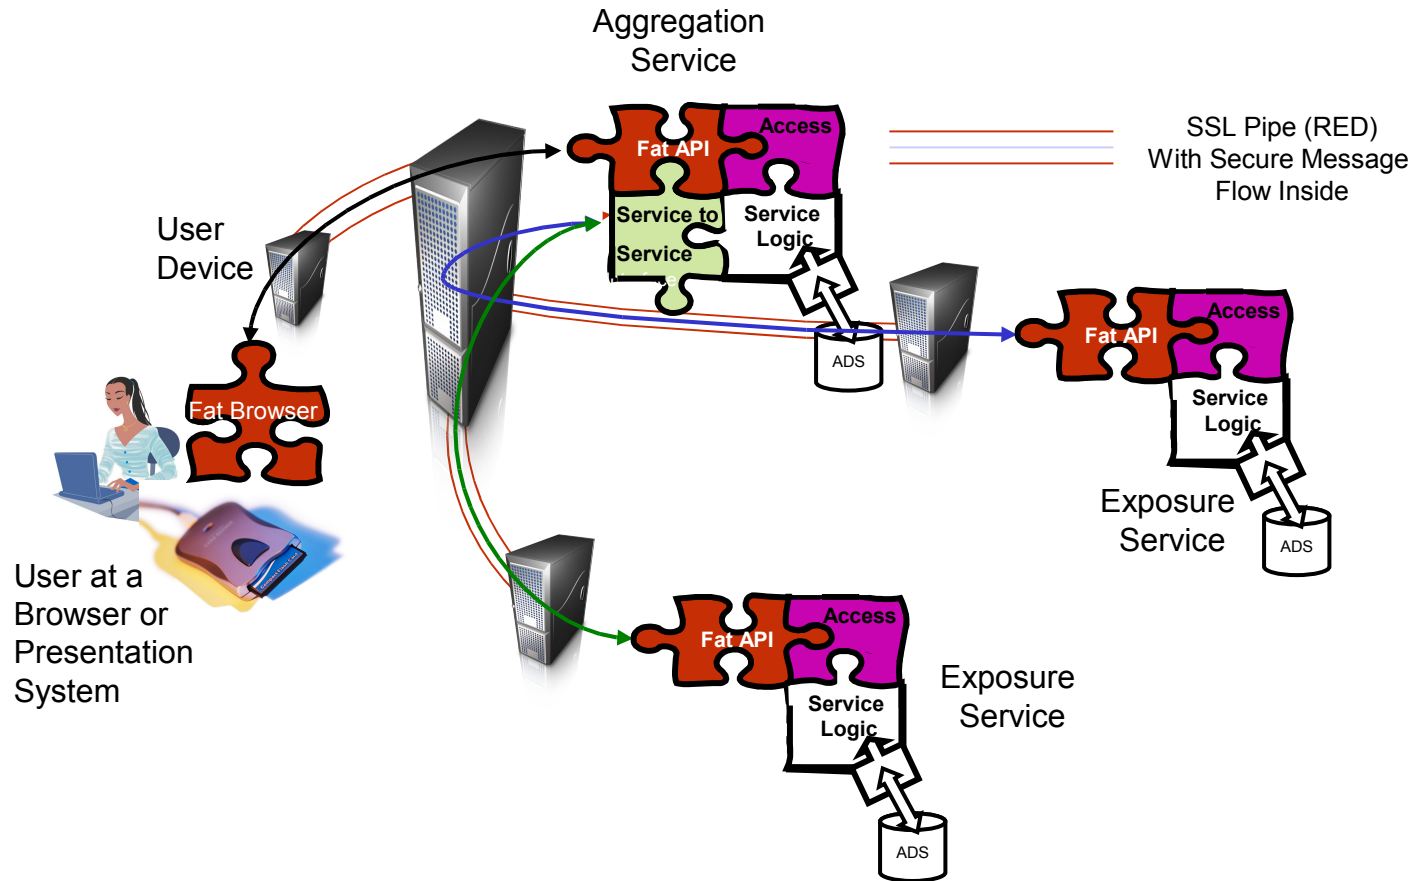 Aggregation
Service
Access
Fat API
SSL Pipe (RED)
With Secure Message
Flow Inside
Service to
Service
Service
Logic
User
Device
ADS
Access
Fat API
Service
Logic
Fat Browser
Exposure
Service
ADS
User at a
Browser or
Presentation
System
Access
Fat API
Service
Logic
Exposure
Service
ADS